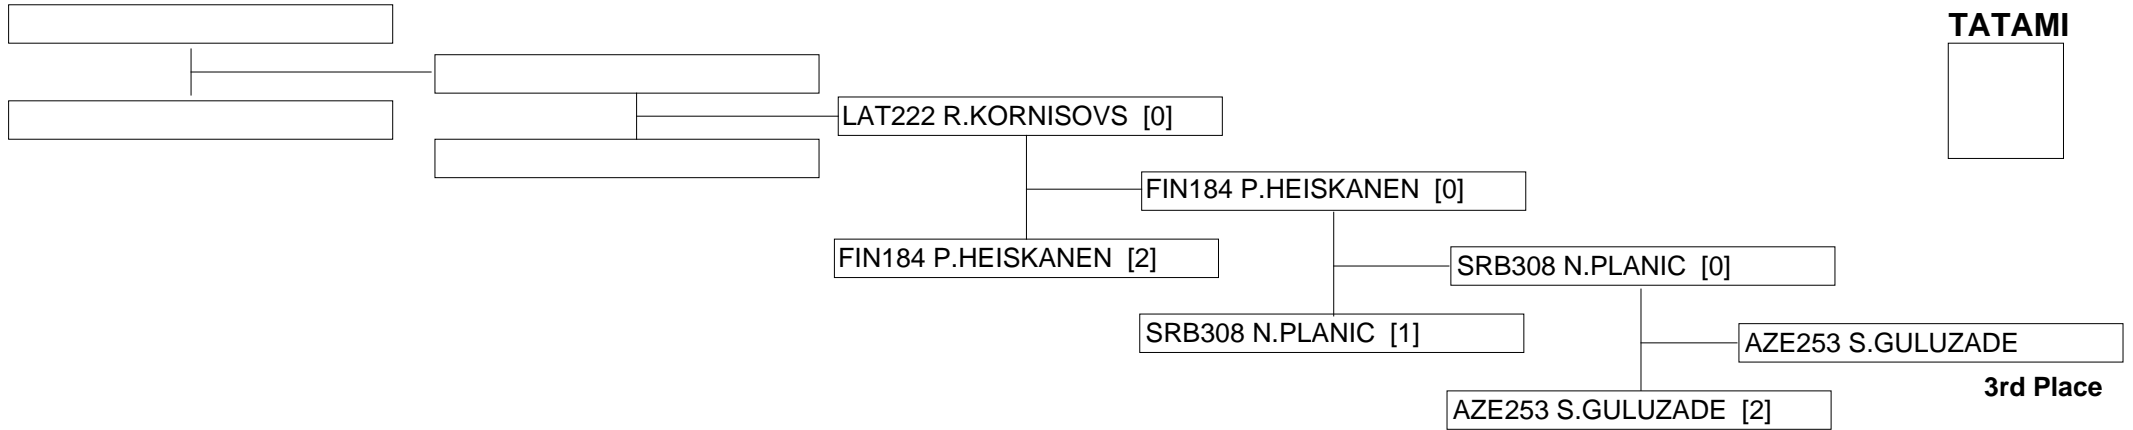 TATAMI
LAT222 R.KORNISOVS [0]
FIN184 P.HEISKANEN [0]
FIN184 P.HEISKANEN [2]
SRB308 N.PLANIC [0]
SRB308 N.PLANIC [1]
AZE253 S.GULUZADE
3rd Place
AZE253 S.GULUZADE [2]